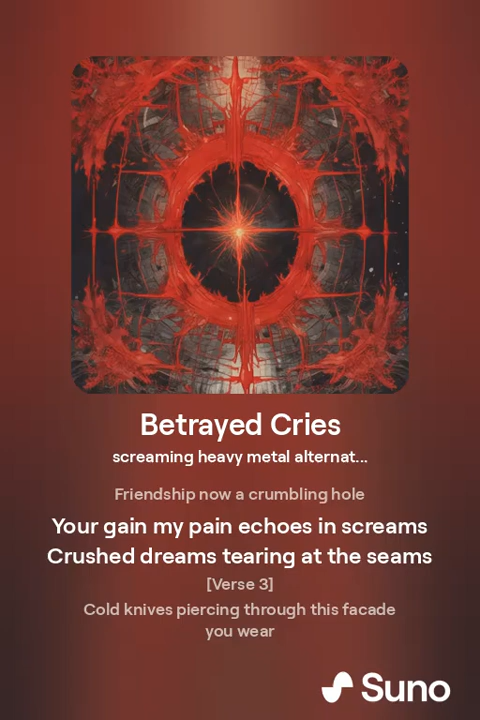 Betrayed Cries
screaming heavy metal alternat...
Friendship now a crumbling hole
Your gain my pain echoes in screams
Crushed dreams tearing at the seams
[Verse 3]
Cold knives piercing through this facade
you wear
Suno